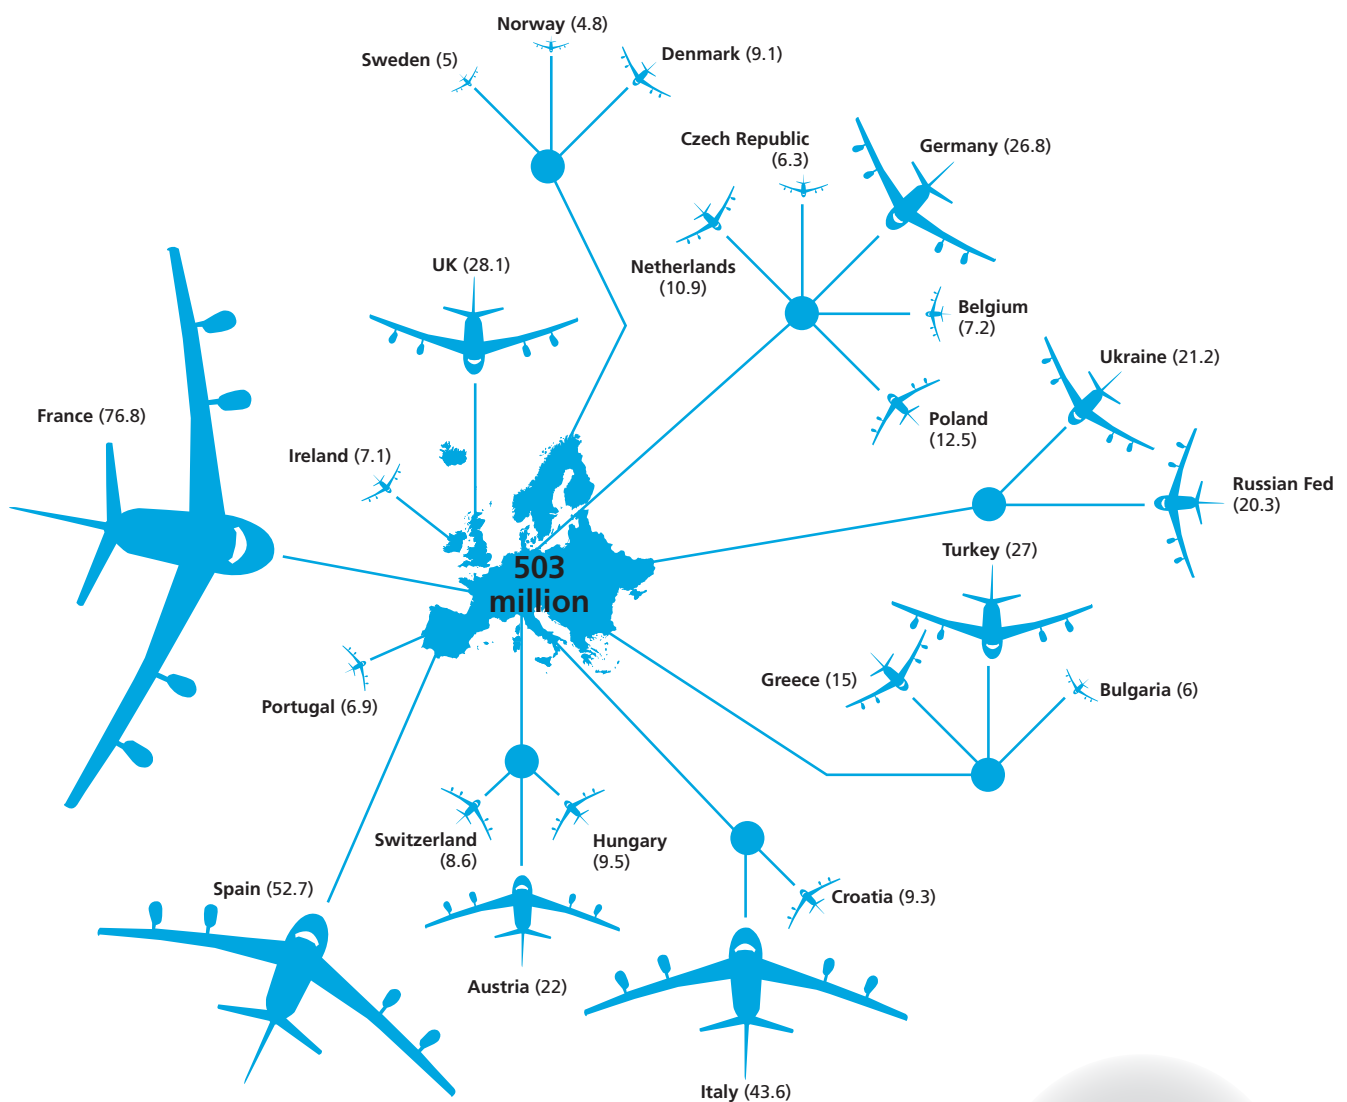 Norway (4.8)
Sweden (5)
Denmark (9.1)
Czech Republic
(6.3)
Germany (26.8)
UK (28.1)
Netherlands
(10.9)
Belgium
(7.2)
Ukraine (21.2)
France (76.8)
Poland
(12.5)
Ireland (7.1)
Russian Fed
(20.3)
Turkey (27)
503
million
Greece (15)
Bulgaria (6)
Portugal (6.9)
Switzerland
(8.6)
Hungary
(9.5)
Spain (52.7)
Croatia (9.3)
Austria (22)
Italy (43.6)